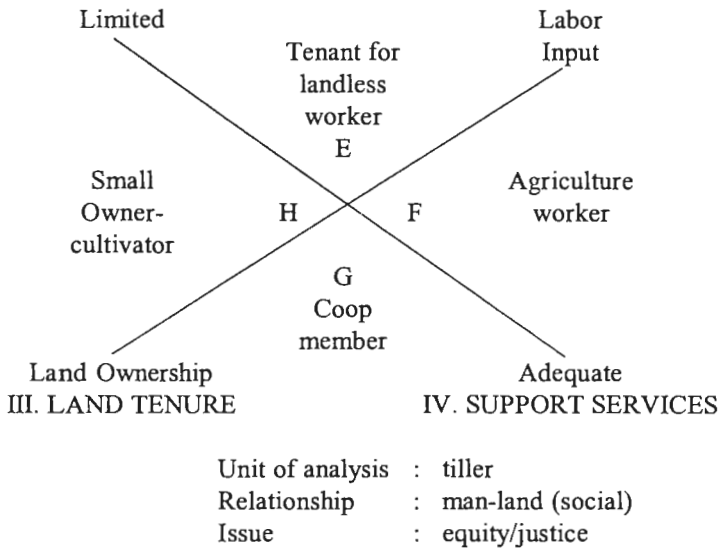 Limited
Labor
Input
Tenant for
landless
worker
E
Small
Owner-
cultivator
H
F
Agriculture
worker
G
Coop
member
Land Ownership
III. LAND TENURE
Adequate
IV. SUPPORT SERVICES
Unit of analysis : tiller
Relationship : man-land (social)
Issue : equity/justice